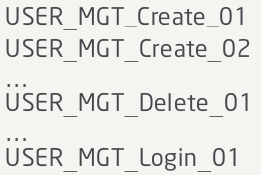 USER_MGT_Create_01
USER_MGT_Create_02
...
USER_MGT_Delete_01
...
USER_MGT_Login_01